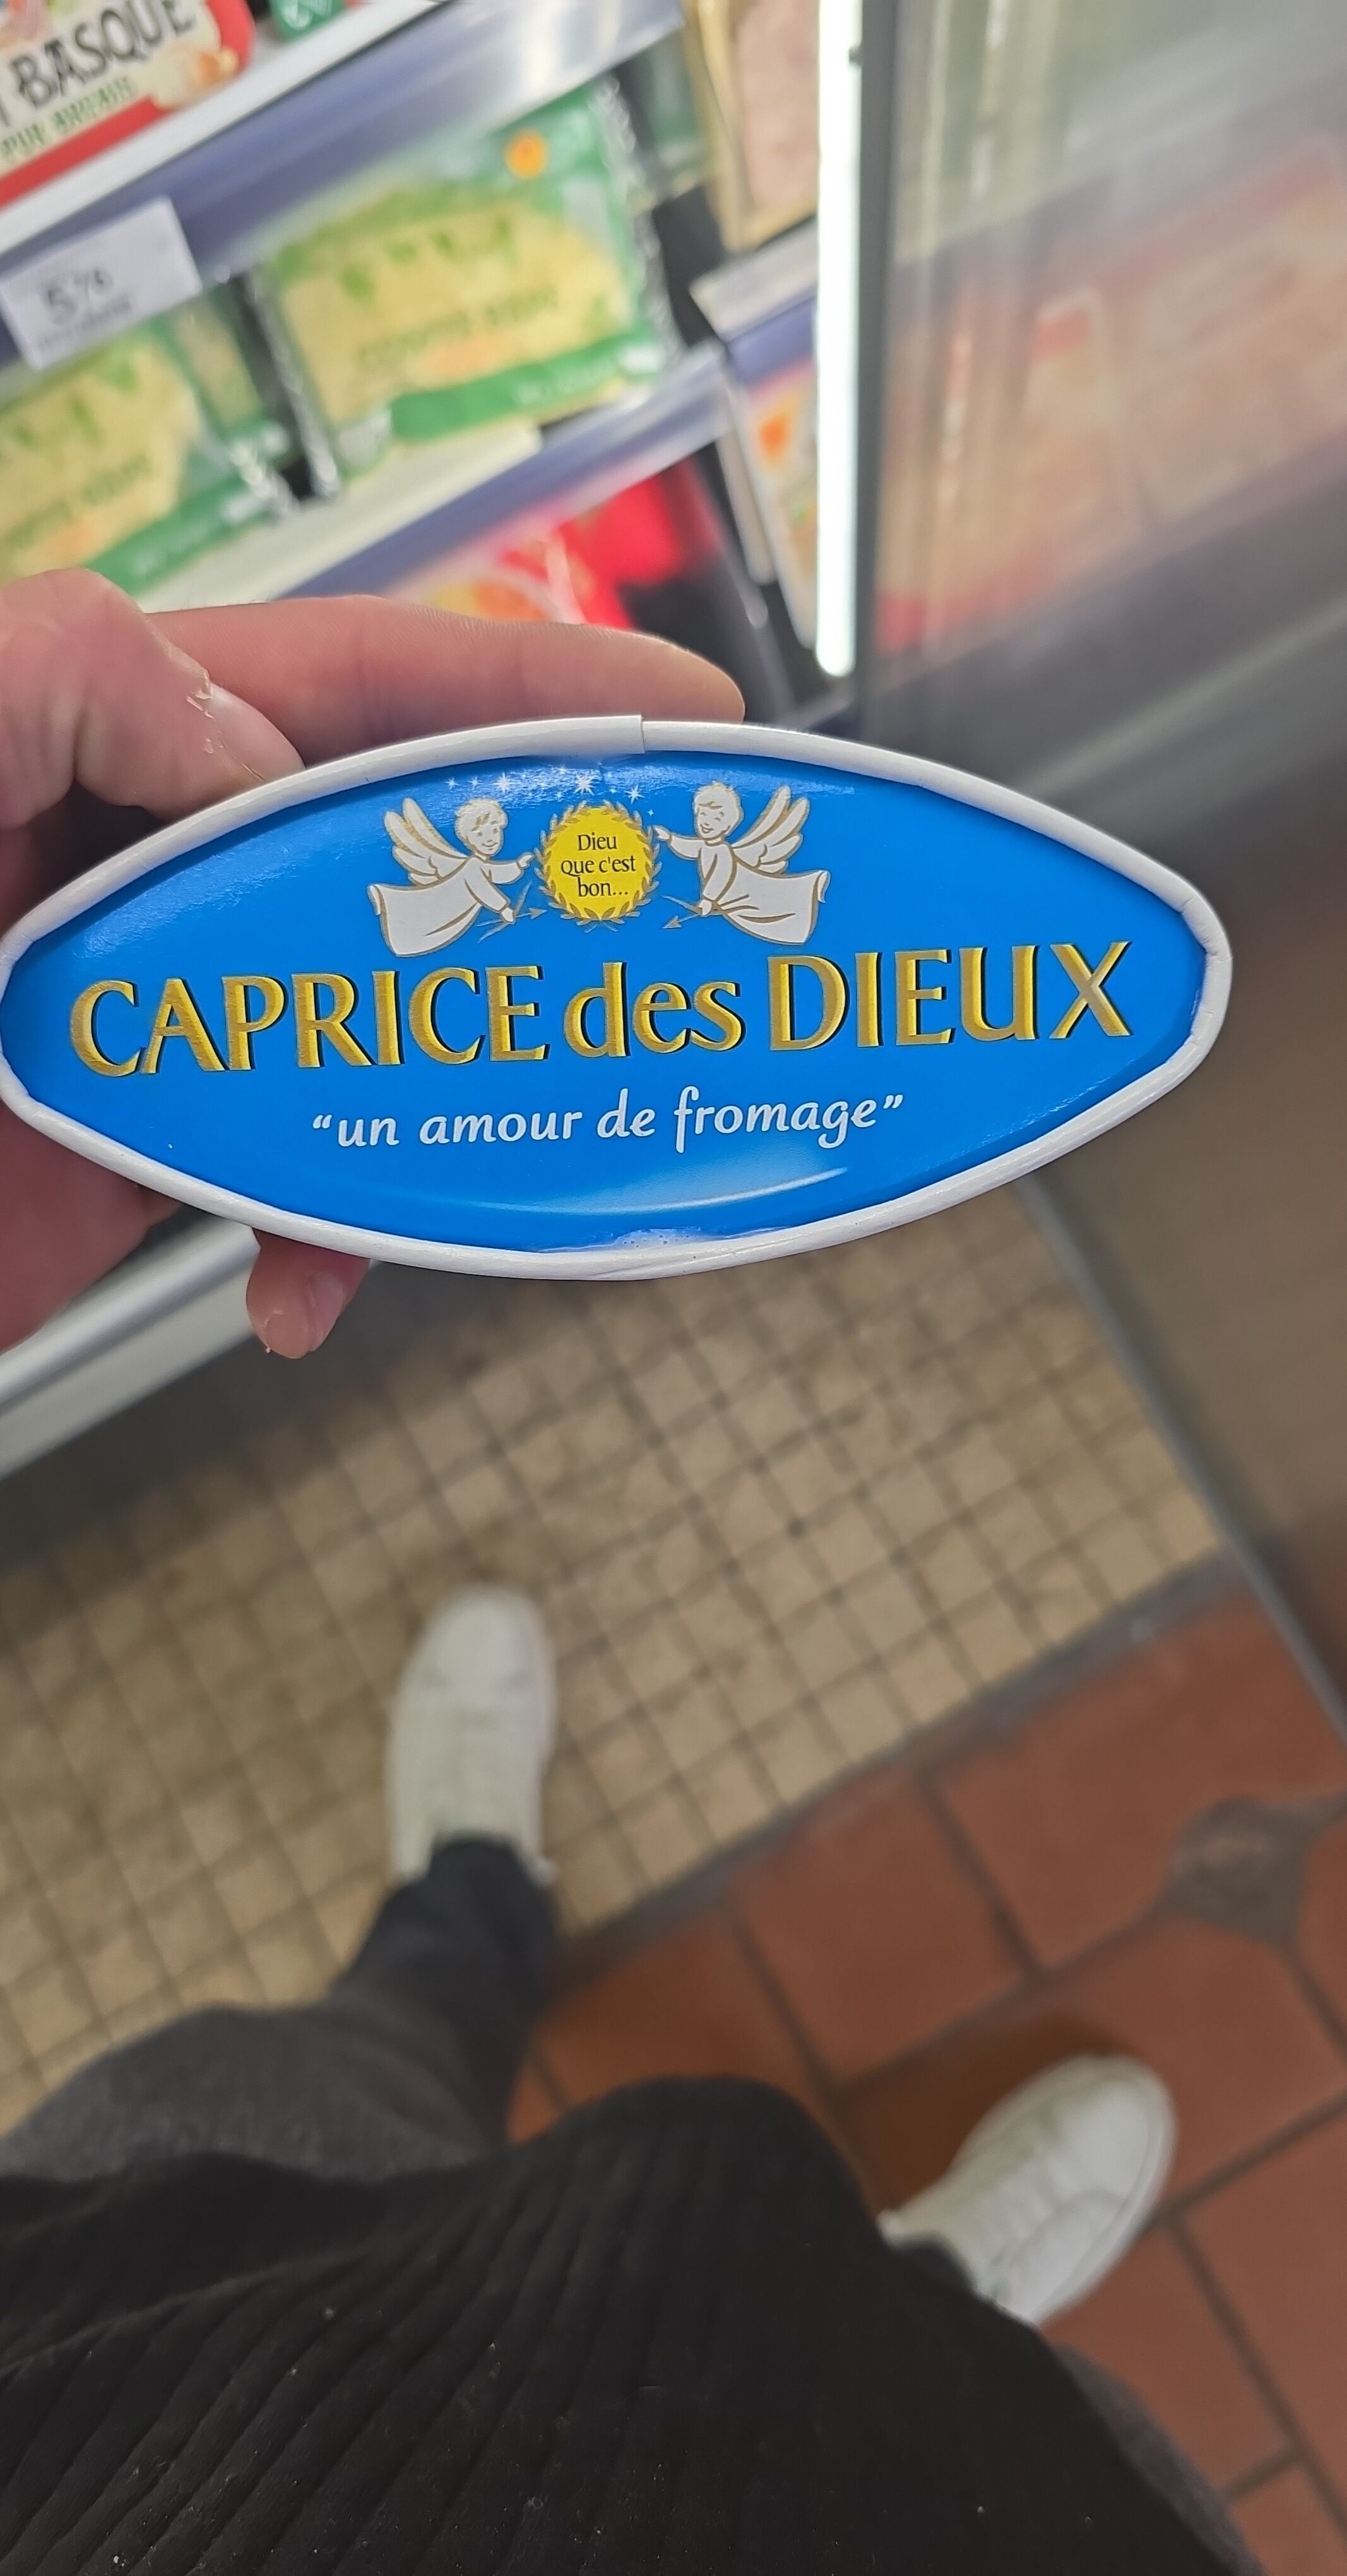 BASQUE
Dieu
que c'est
bon...
CAPRICE des DIEUX
“un amour de fromage”